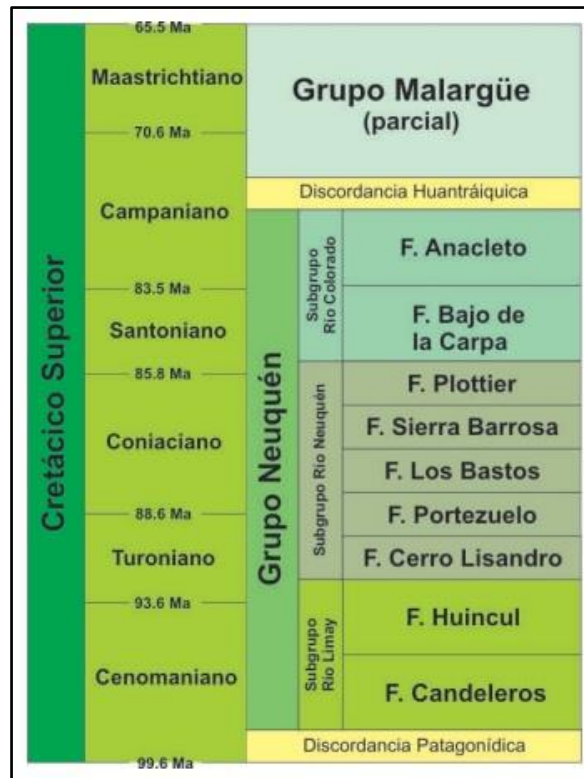 65.5 Ma
Maastrichtiano
70.6 Ma
Campaniano
83.5 Ma
Santoniano
85.8 Ma
Coniaciano
88.6 Ma
Turoniano
93.6 Ma
Cenomaniano
99.6 Ma
Cretácico Superior
Grupo Malargüe
(parcial)
Discordancia Huantráiquica
Grupo Neuquén
Subgrupo
Río Colorado
F. Anacleto
F. Bajo de
la Carpa
Subgrupo Río Neuquén
F. Plottier
F. Sierra Barrosa
F. Los Bastos
F. Portezuelo
F. Cerro Lisandro
Subgrupo
Río Limay
F. Huincul
F. Candeleros
Discordancia Patagonídica